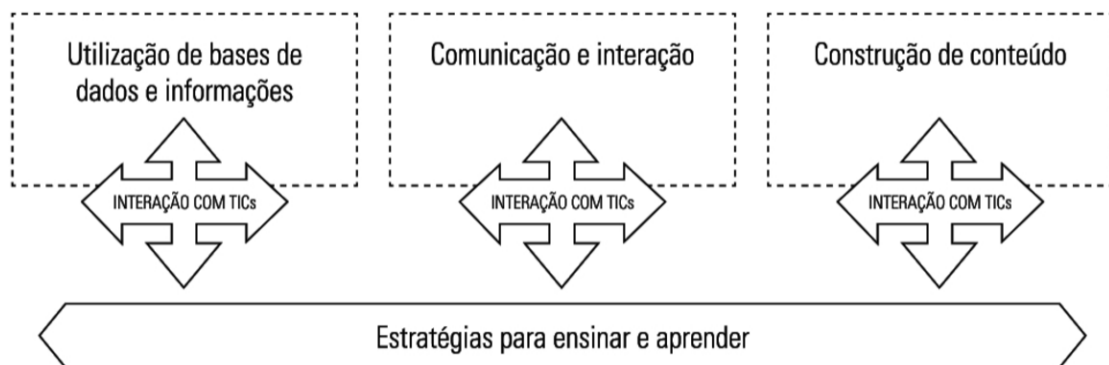 Utilização de bases de
dados e informações
Comunicação e interação
Construção de conteúdo
INTERAÇÃO COM TICs
INTERAÇÃO COM TICs
INTERAÇÃO COM TICs
Estratégias para ensinar e aprender